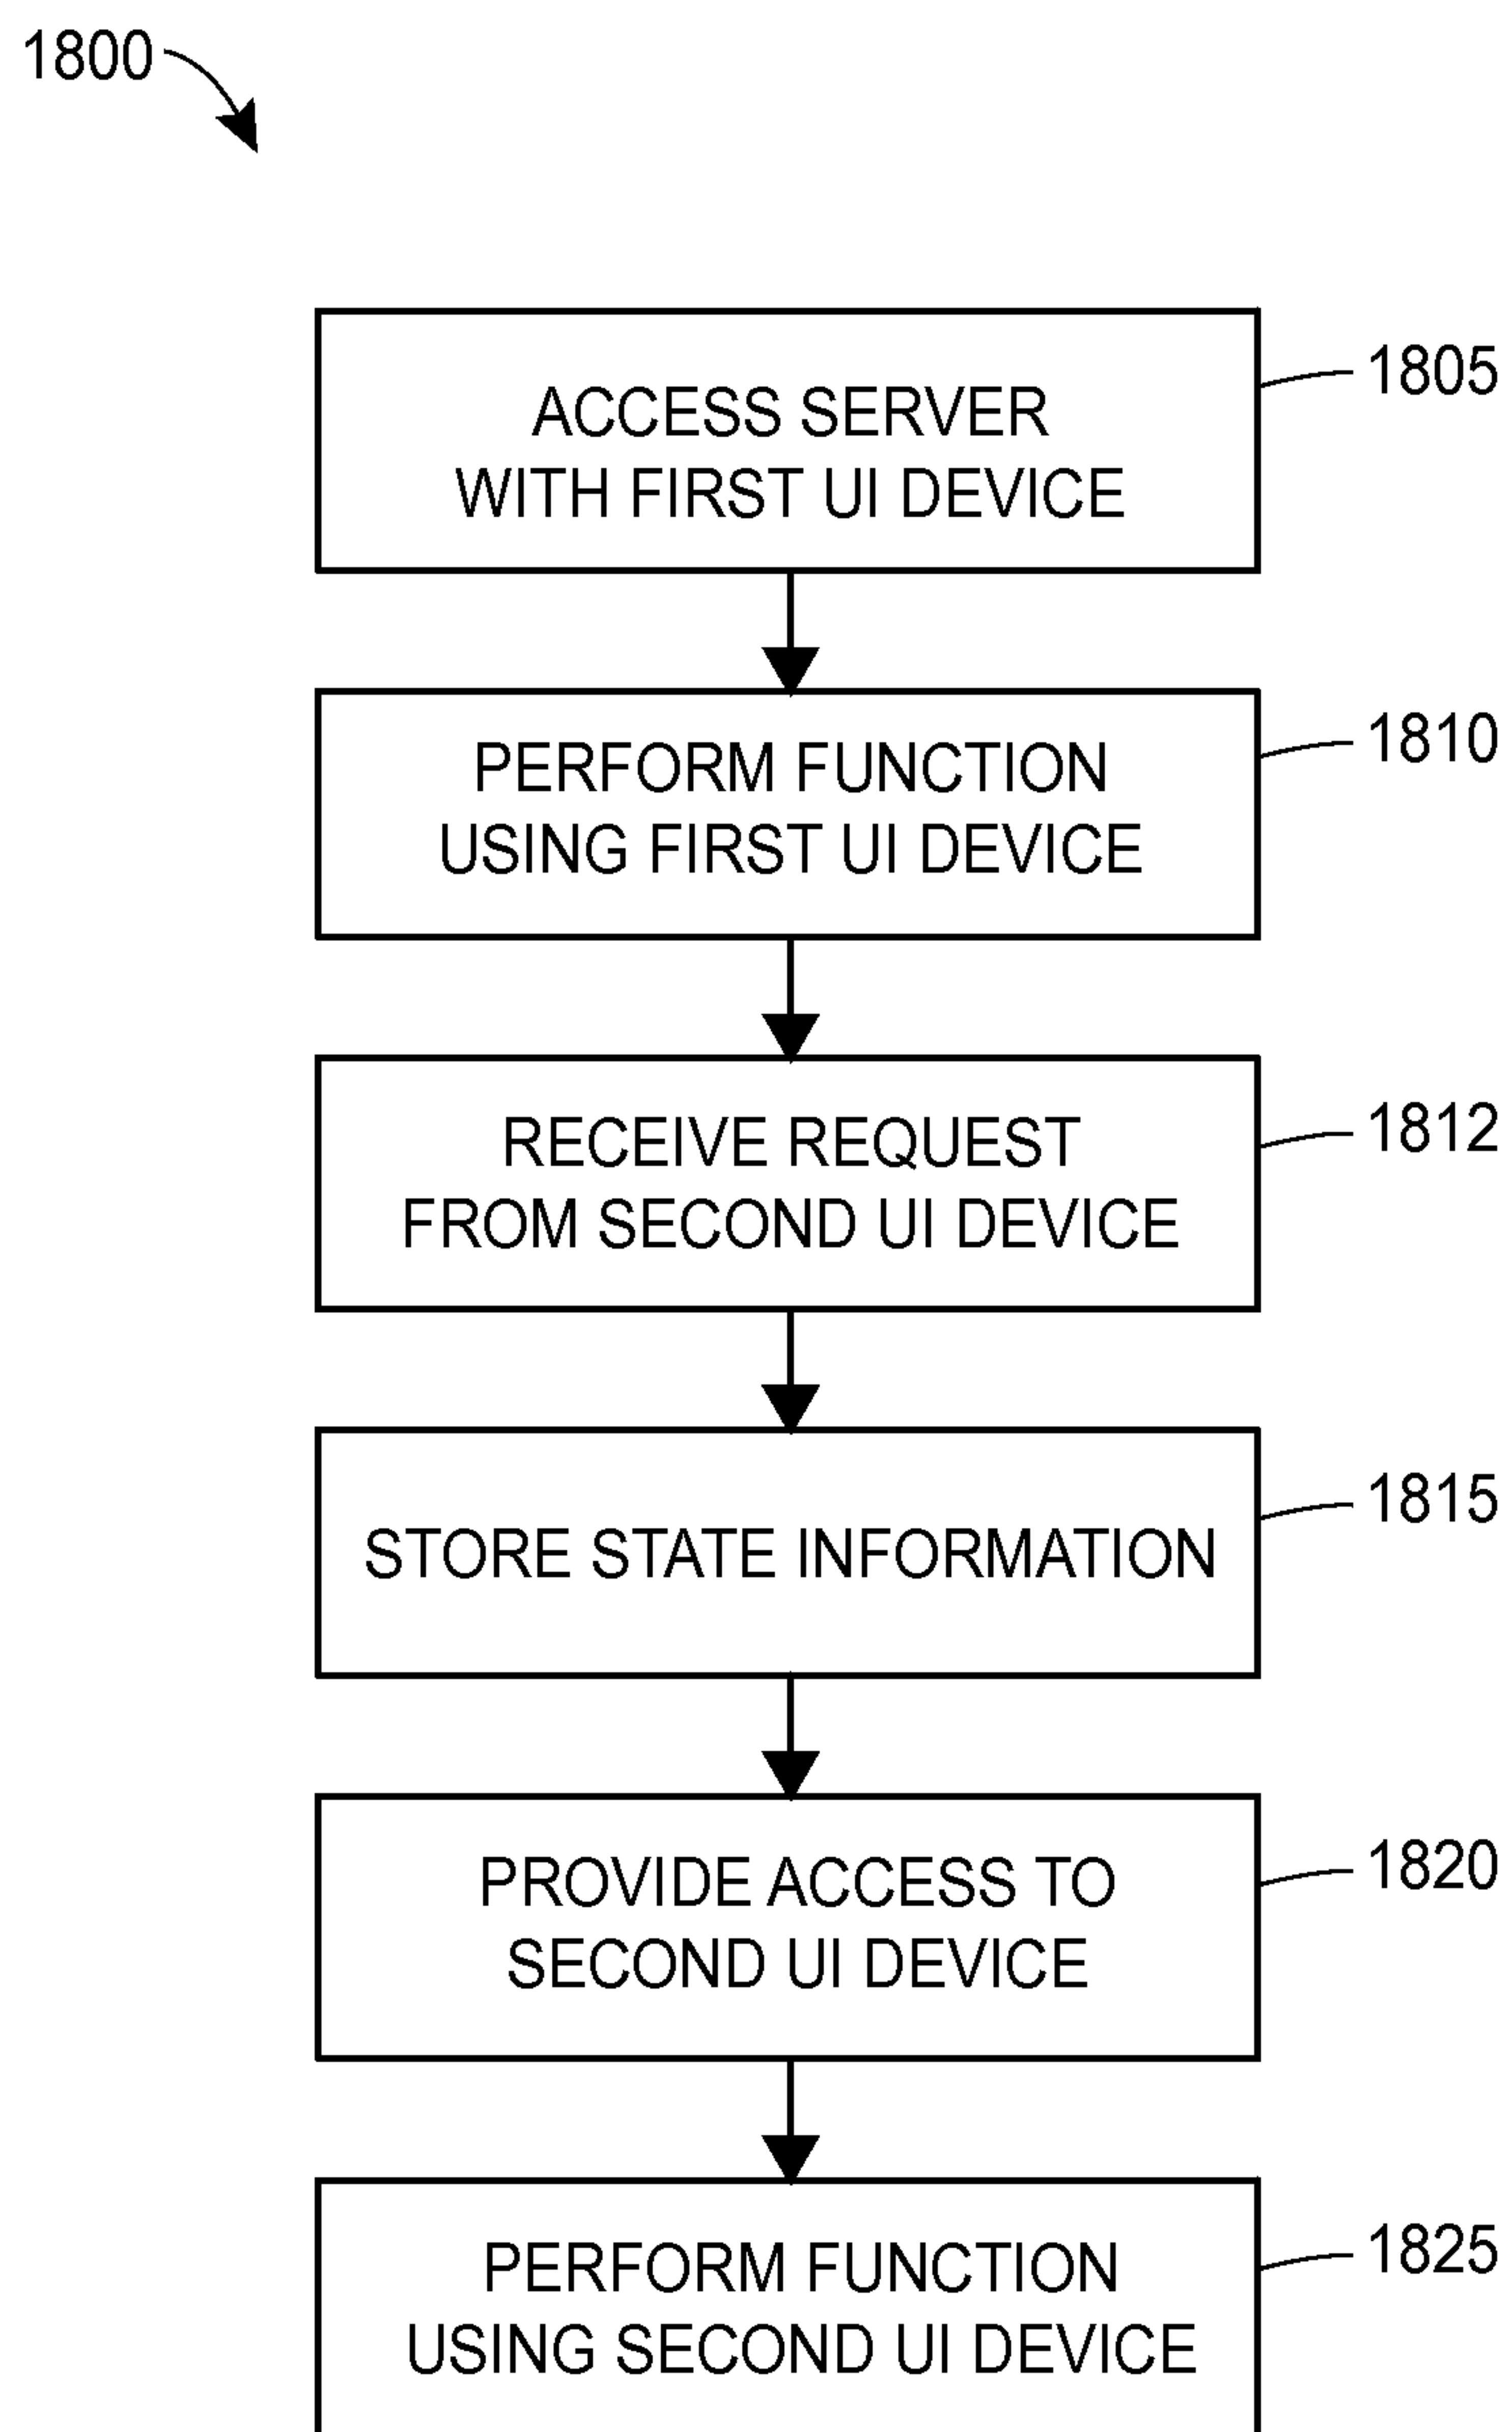 1800
ACCESS SERVER
WITH FIRST UI DEVICE
1805
PERFORM FUNCTION
USING FIRST UI DEVICE
1810
RECEIVE REQUEST
FROM SECOND UI DEVICE
1812
STORE STATE INFORMATION
1815
PROVIDE ACCESS TO
SECOND UI DEVICE
1820
PERFORM FUNCTION
USING SECOND UI DEVICE
1825